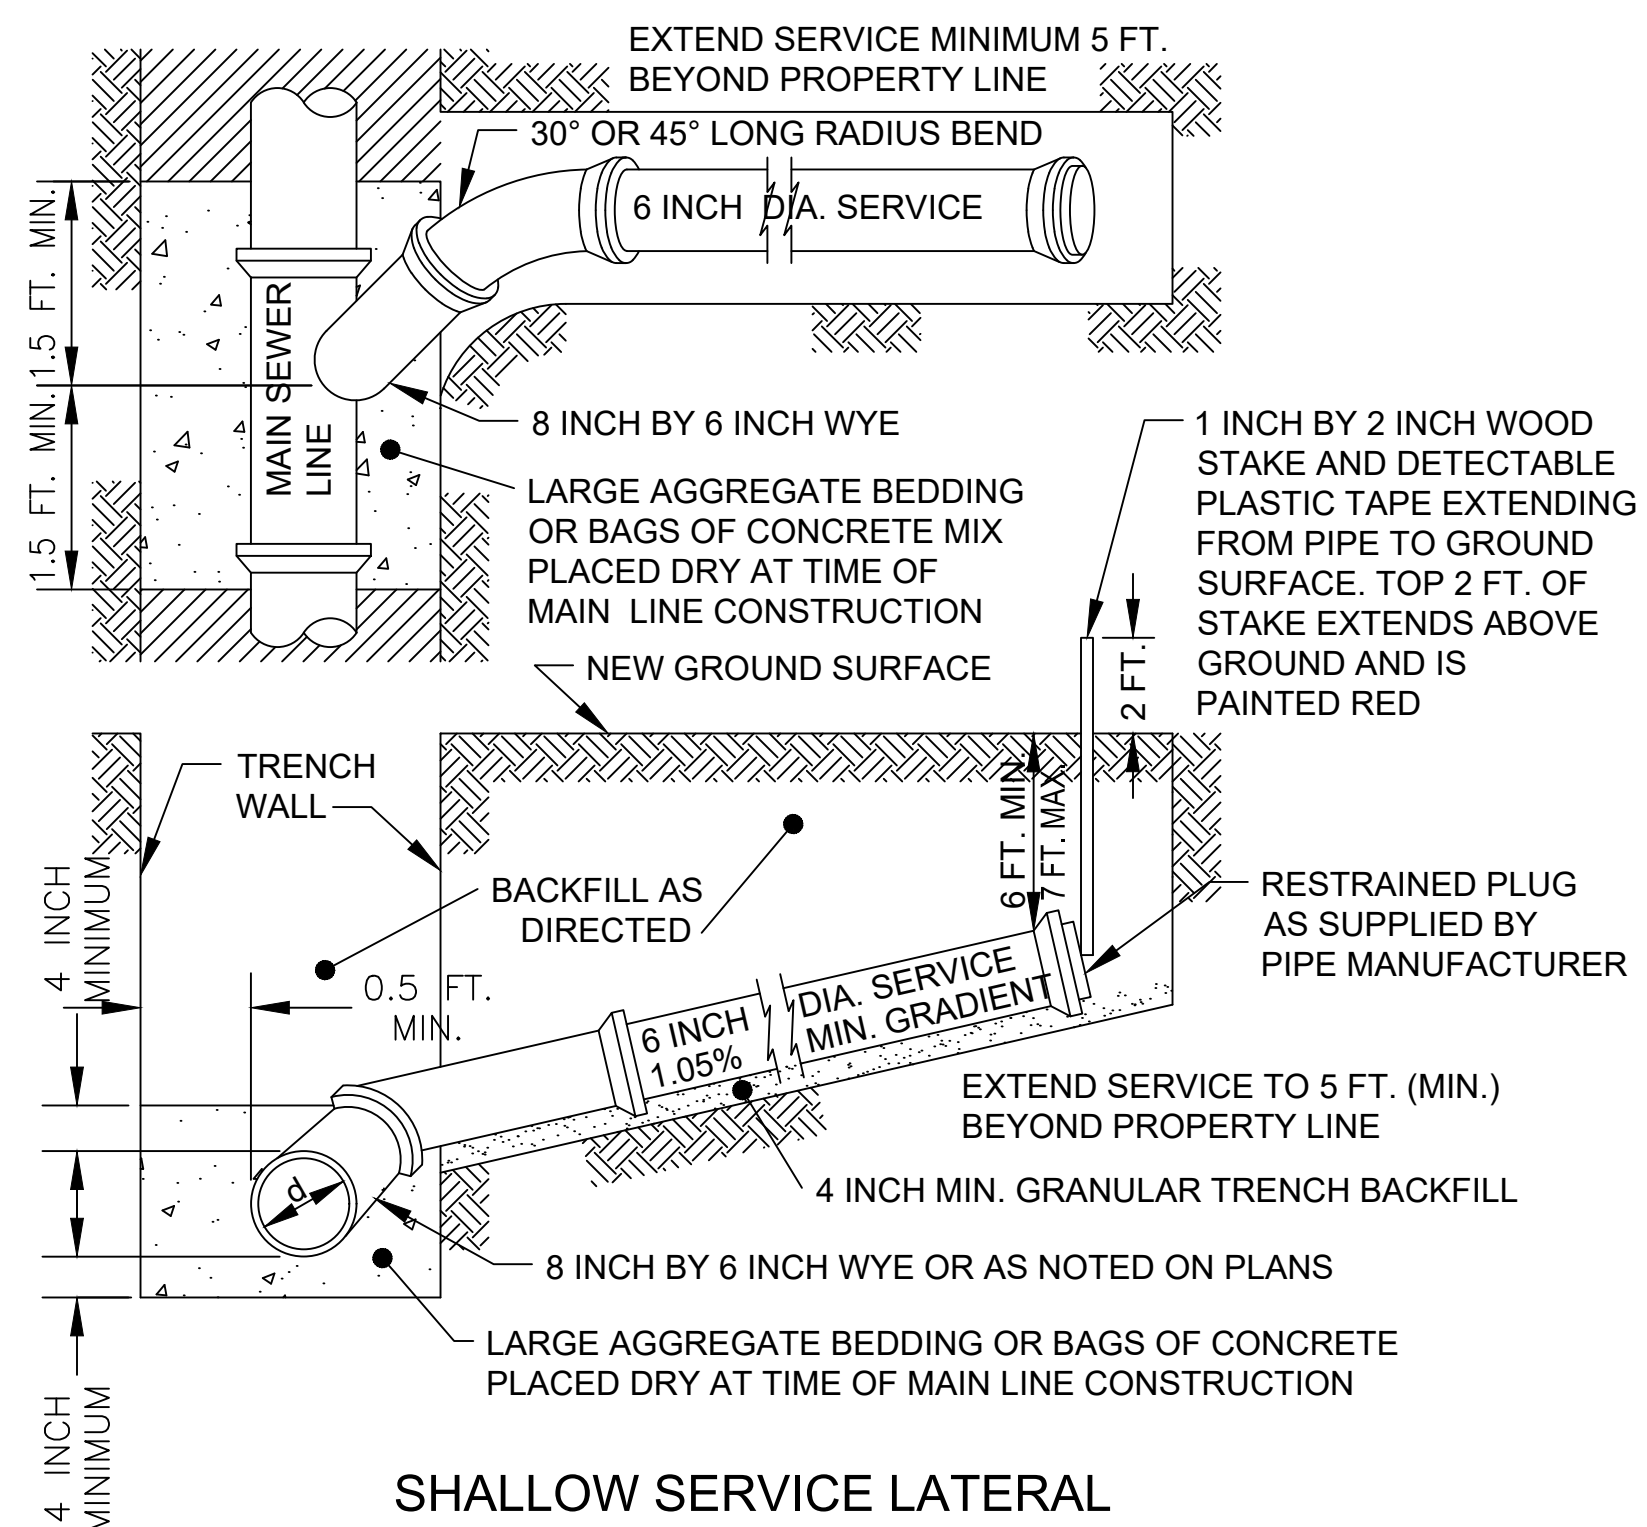 EXTEND SERVICE MINIMUM 5 FT.
BEYOND PROPERTY LINE
30° OR 45° LONG RADIUS BEND
6 INCH DIA. SERVICE
1.5 FT. MIN.
1.5 FT. MIN.
MAIN SEWER
LINE
8 INCH BY 6 INCH WYE
LARGE AGGREGATE BEDDING
OR BAGS OF CONCRETE MIX
PLACED DRY AT TIME OF
MAIN LINE CONSTRUCTION
1 INCH BY 2 INCH WOOD
STAKE AND DETECTABLE
PLASTIC TAPE EXTENDING
FROM PIPE TO GROUND
SURFACE. TOP 2 FT. OF
STAKE EXTENDS ABOVE
GROUND AND IS
PAINTED RED
NEW GROUND SURFACE
2 FT.
TRENCH
WALL
6 FT. MIN.
7 FT. MAX.
4 INCH
MINIMUM
BACKFILL AS
DIRECTED
RESTRAINED PLUG
AS SUPPLIED BY
PIPE MANUFACTURER
0.5 FT.
MIN.
6 INCH DIA. SERVICE
1.05% MIN. GRADIENT
EXTEND SERVICE TO 5 FT. (MIN.)
BEYOND PROPERTY LINE
4 INCH MIN. GRANULAR TRENCH BACKFILL
d
8 INCH BY 6 INCH WYE OR AS NOTED ON PLANS
LARGE AGGREGATE BEDDING OR BAGS OF CONCRETE
PLACED DRY AT TIME OF MAIN LINE CONSTRUCTION
4 INCH
MINIMUM
SHALLOW SERVICE LATERAL